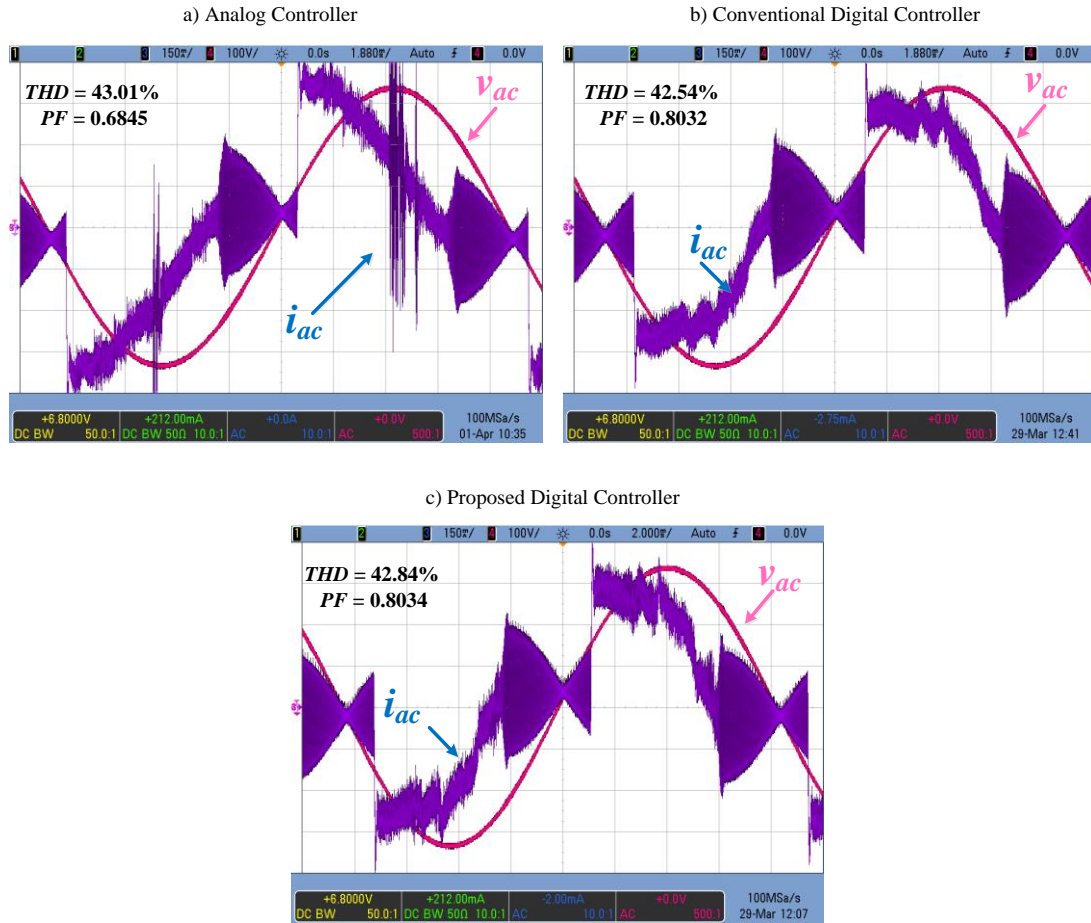 a) Analog Controller
1 2 3 150m/ 4 100V/ 0.0s 1.880m/ Auto 4 0.0V
THD = 43.01%
PF = 0.6845
vac
iac
+6.8000V +212.00mA +0.0A +0.0V 100MSa/s
DC BW 50.0:1 DC BW 50Ω 10.0:1 AC 10.0:1 AC 500:1 01-Apr 10:35
b) Conventional Digital Controller
1 2 3 150m/ 4 100V/ 0.0s 1.880m/ Auto 4 0.0V
THD = 42.54%
PF = 0.8032
vac
iac
+6.8000V +212.00mA -2.75mA +0.0V 100MSa/s
DC BW 50.0:1 DC BW 50Ω 10.0:1 AC 10.0:1 AC 500:1 29-Mar 12:41
c) Proposed Digital Controller
1 2 3 150m/ 4 100V/ 0.0s 2.000m/ Auto 4 0.0V
THD = 42.84%
PF = 0.8034
vac
iac
+6.8000V +212.00mA -2.00mA +0.0V 100MSa/s
DC BW 50.0:1 DC BW 50Ω 10.0:1 AC 10.0:1 AC 500:1 29-Mar 12:07